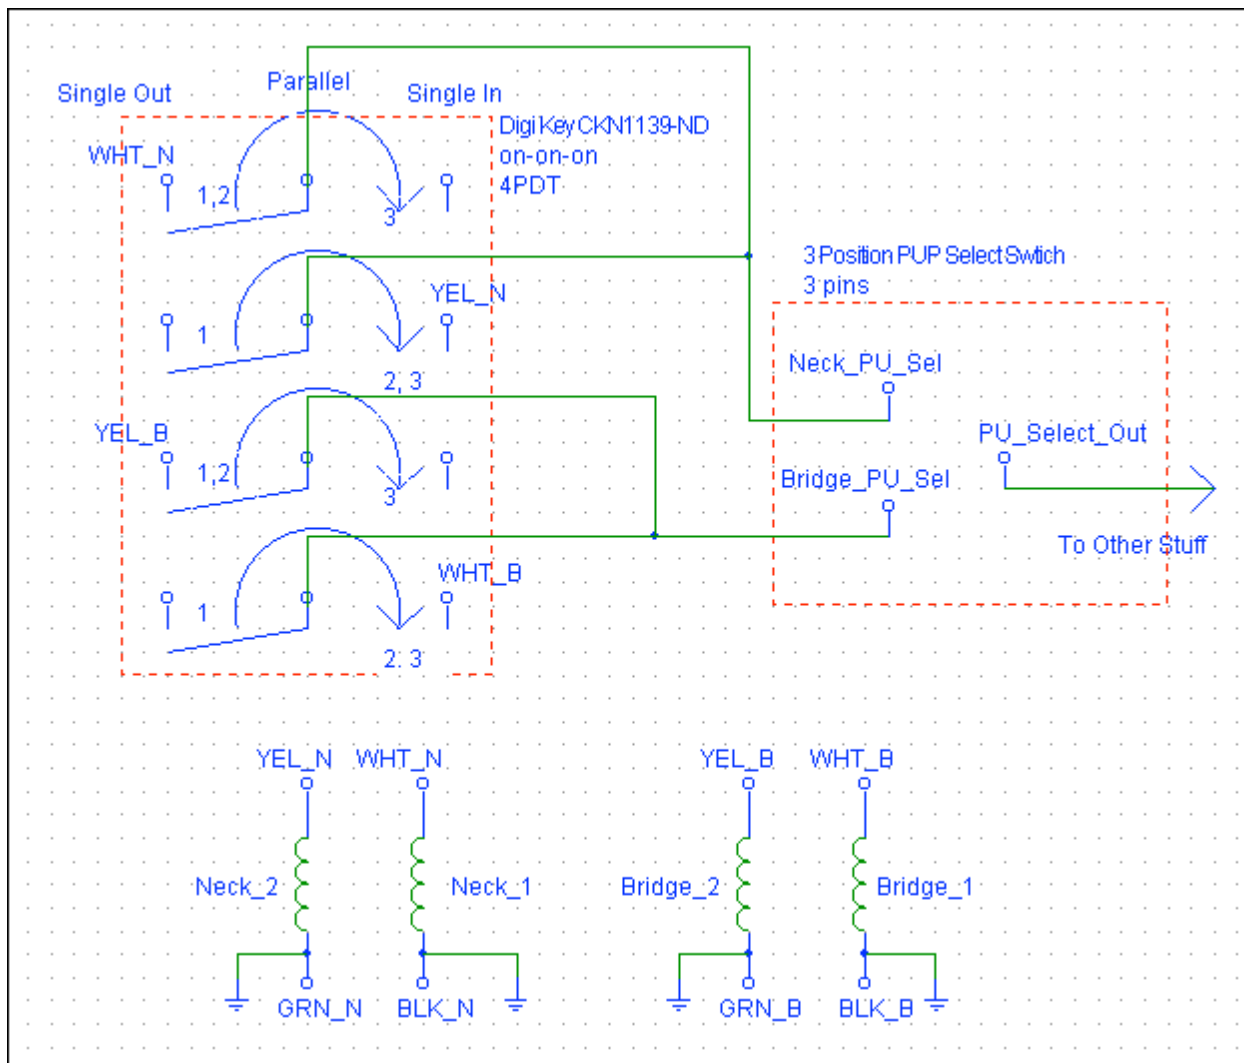 Single Out
Parallel
Single In
DigiKey CKN1139-ND
on-on-on
4PDT
WHT_N
1,2
3
3 Position PUP Select Swtich
3 pins
YEL_N
1
2, 3
Neck_PU_Sel
YEL_B
1,2
3
PU_Select_Out
Bridge_PU_Sel
To Other Stuff
WHT_B
1
2. 3
YEL_N WHT_N YEL_B WHT_B
Neck_2 Neck_1 Bridge_2 Bridge_1
GRN_N BLK_N GRN_B BLK_B